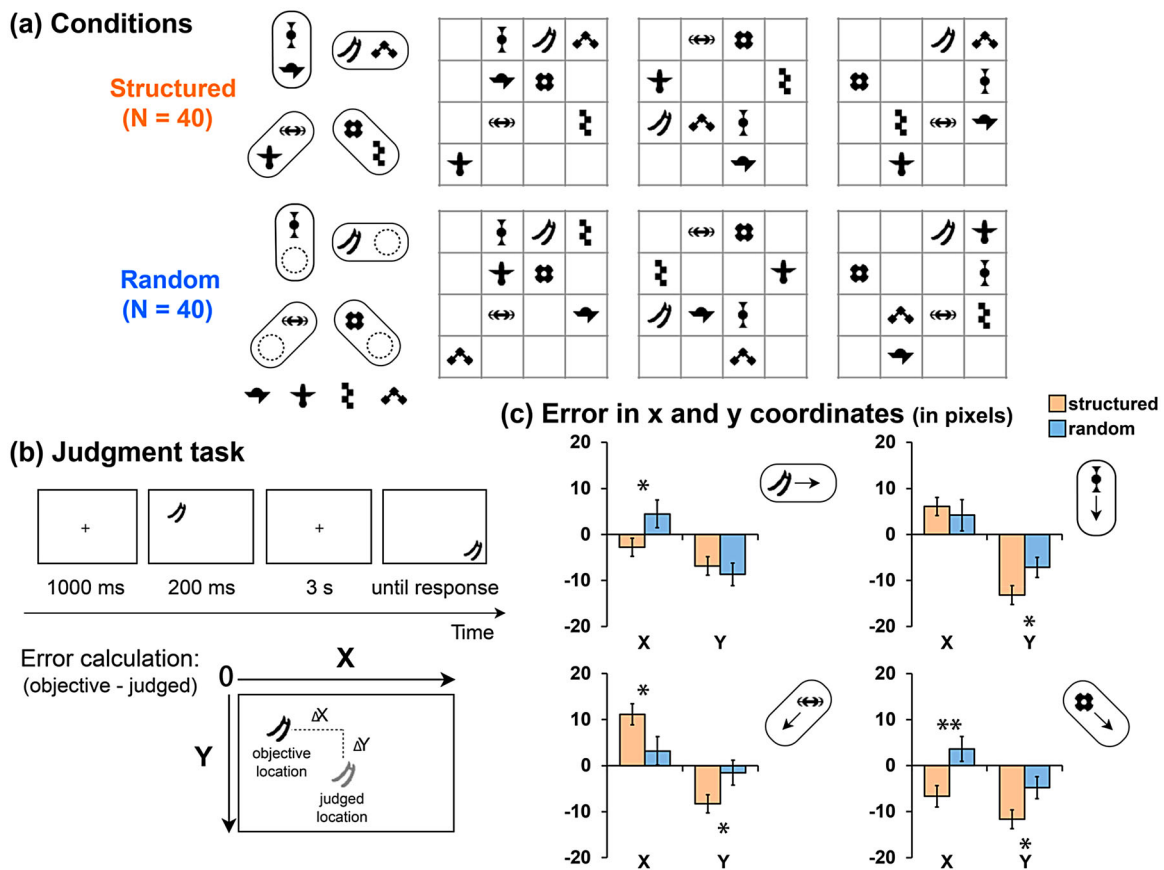 (a) Conditions
Structured
(N = 40)
Random
(N = 40)
(b) Judgment task
+
+
1000 ms
200 ms
3 s
until response
Time
Error calculation:
(objective - judged)
0
X
Y
ΔX
ΔY
objective
location
judged
location
(c) Error in x and y coordinates (in pixels)
structured
random
20
10
0
-10
-20
*
X
Y
20
10
0
-10
-20
*
X
Y
20
10
0
-10
-20
*
*
X
Y
20
10
0
-10
-20
**
*
X
Y